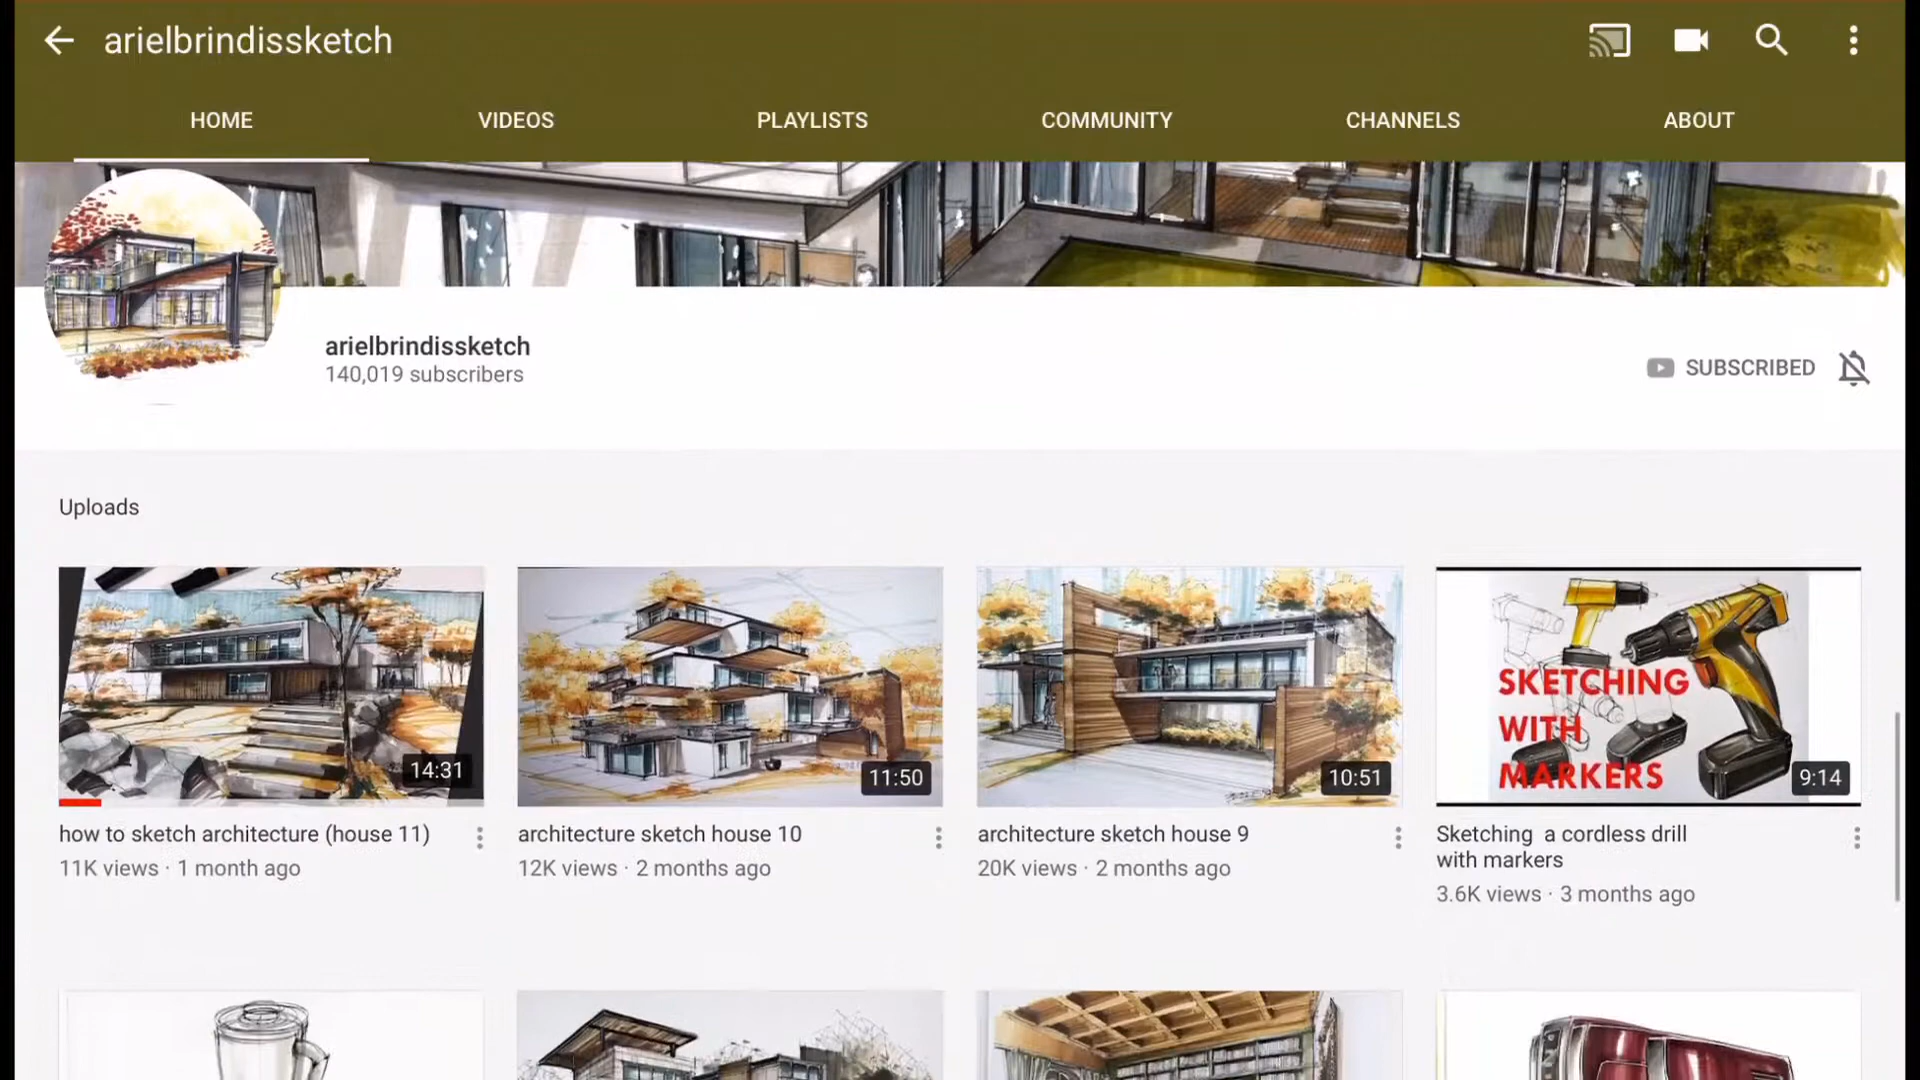 arielbrindissketch
HOME VIDEOS PLAYLISTS COMMUNITY CHANNELS ABOUT
arielbrindissketch
140,019 subscribers
SUBSCRIBED
Uploads
14:31
11:50
10:51
SKETCHING
WITH
MARKERS
9:14
how to sketch architecture (house 11)
11K views · 1 month ago
architecture sketch house 10
12K views · 2 months ago
architecture sketch house 9
20K views · 2 months ago
Sketching a cordless drill
with markers
3.6K views · 3 months ago